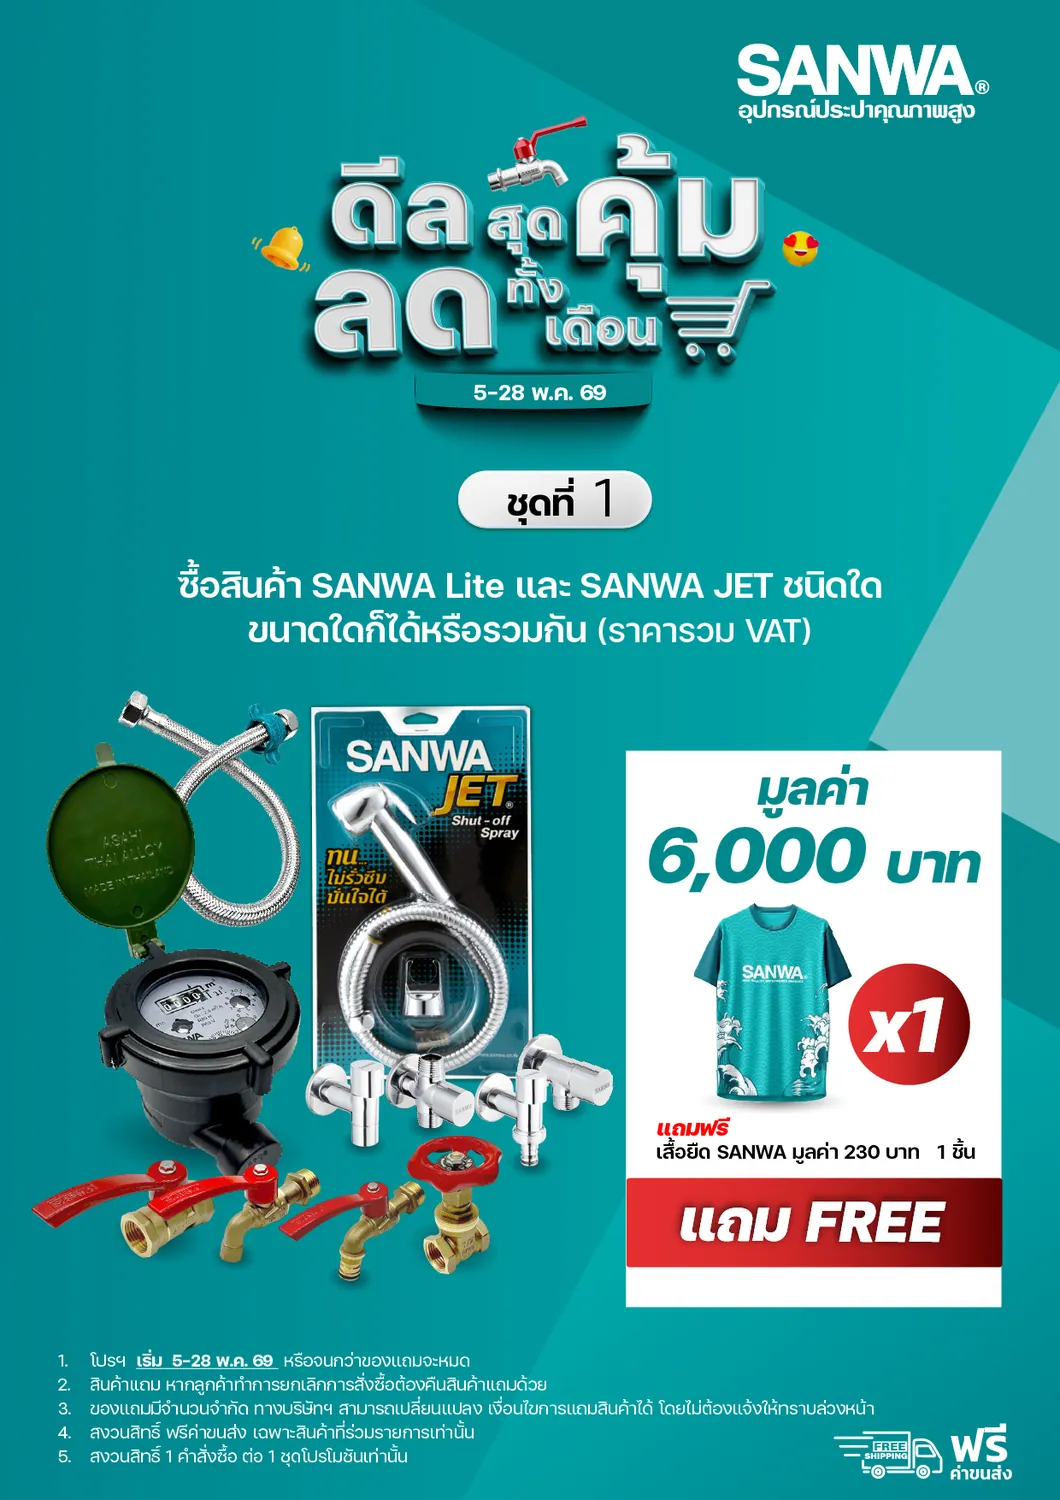 SANWA®
อุปกรณ์ประปาคุณภาพสูง
ดีลสุดคุ้ม
ลดทั้งเดือน
5-28 พ.ค. 69
ชุดที่ 1
ซื้อสินค้า SANWA Lite และ SANWA JET ชนิดใด
ขนาดใดก็ได้หรือรวมกัน (ราคารวม VAT)
ASAHI
THAI ALLOY
MADE IN THAILAND
SANWA
JET®
Shut - off
Spray
ทน...
ไม่รั่วซึม
มั่นใจได้
มูลค่า
6,000 บาท
SANWA
x1
แถมฟรี
เสื้อยืด SANWA มูลค่า 230 บาท 1 ชิ้น
แถม FREE
1. โปรฯ เริ่ม 5-28 พ.ค. 69 หรือจนกว่าของแถมจะหมด
2. สินค้าแถม หากลูกค้าทำการยกเลิกการสั่งซื้อต้องคืนสินค้าแถมด้วย
3. ของแถมมีจำนวนจำกัด ทางบริษัทฯ สามารถเปลี่ยนแปลง เงื่อนไขการแถมสินค้าได้ โดยไม่ต้องแจ้งให้ทราบล่วงหน้า
4. สงวนสิทธิ์ ฟรีค่าขนส่ง เฉพาะสินค้าที่ร่วมรายการเท่านั้น
5. สงวนสิทธิ์ 1 คำสั่งซื้อ ต่อ 1 ชุดโปรโมชันเท่านั้น
FREE
SHIPPING
ฟรี
ค่าขนส่ง